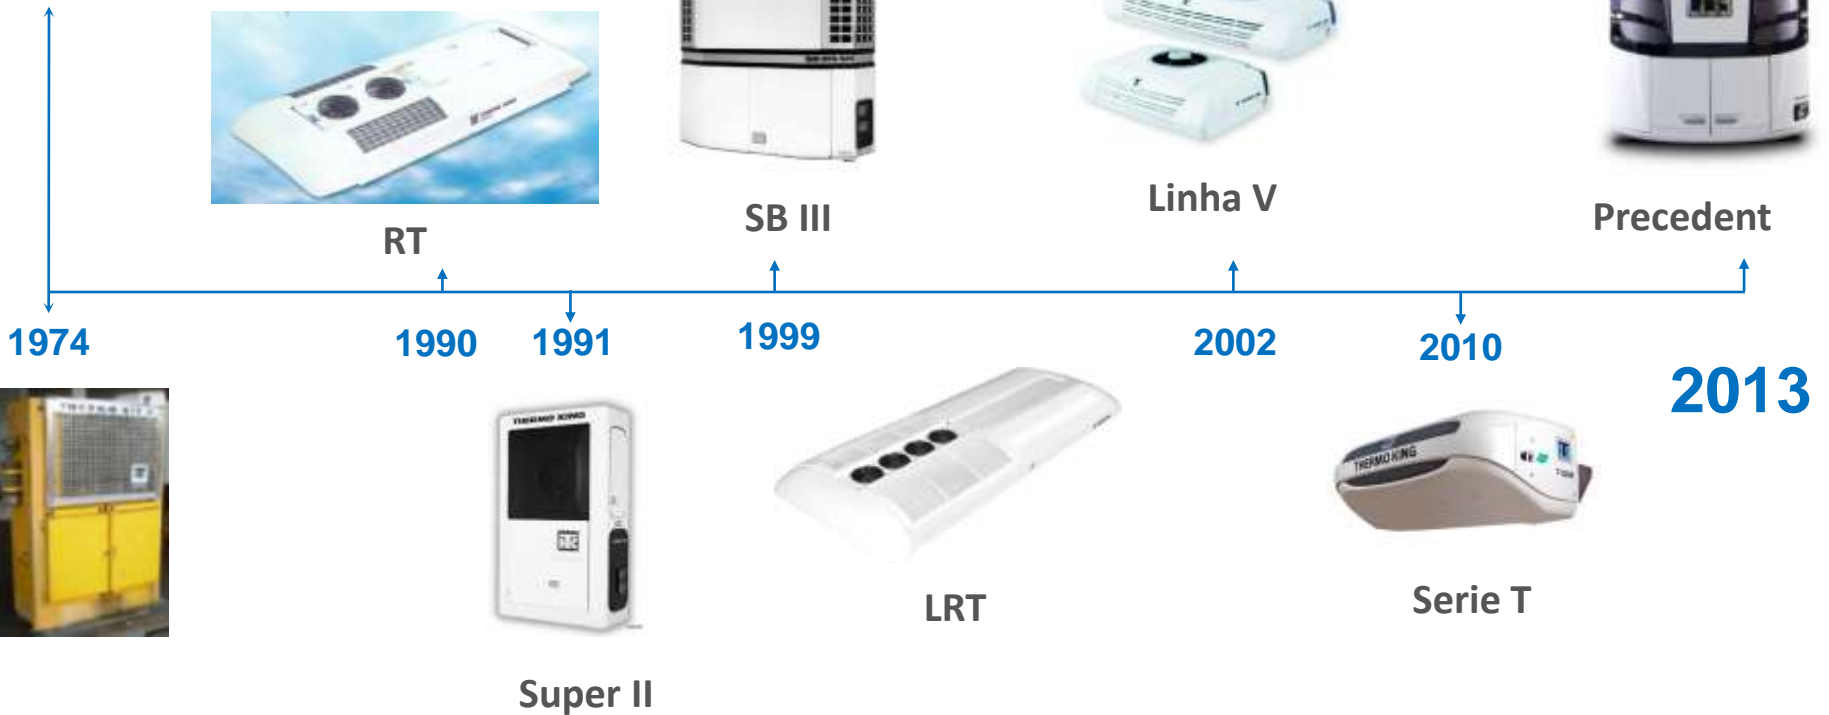 RT
SB III
Linha V
Precedent
1974
1990
1991
1999
2002
2010
2013
THERMO KING
THERMO KING
LRT
Serie T
Super II